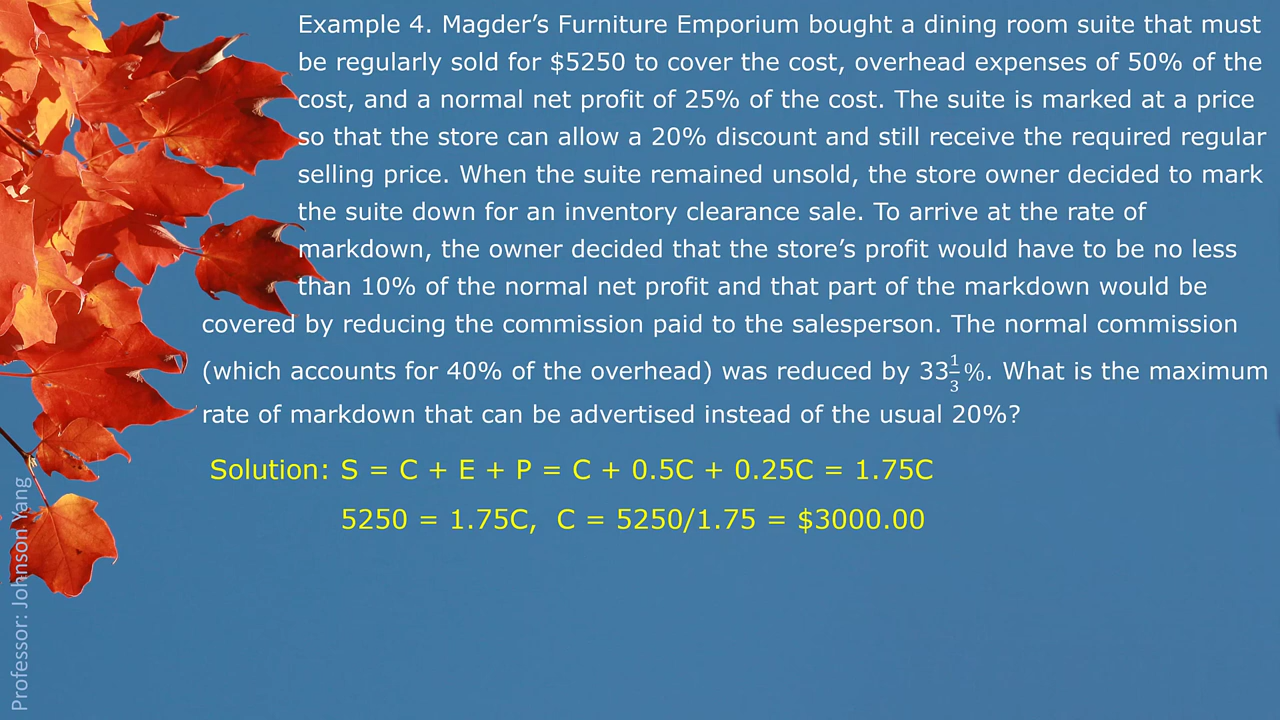 Example 4. Magder’s Furniture Emporium bought a dining room suite that must
be regularly sold for $5250 to cover the cost, overhead expenses of 50% of the
cost, and a normal net profit of 25% of the cost. The suite is marked at a price
so that the store can allow a 20% discount and still receive the required regular
selling price. When the suite remained unsold, the store owner decided to mark
the suite down for an inventory clearance sale. To arrive at the rate of
markdown, the owner decided that the store’s profit would have to be no less
than 10% of the normal net profit and that part of the markdown would be
covered by reducing the commission paid to the salesperson. The normal commission
(which accounts for 40% of the overhead) was reduced by 33 1/3 %. What is the maximum
rate of markdown that can be advertised instead of the usual 20%?
Solution: S = C + E + P = C + 0.5C + 0.25C = 1.75C
5250 = 1.75C, C = 5250/1.75 = $3000.00
Professor: Johnson Yang